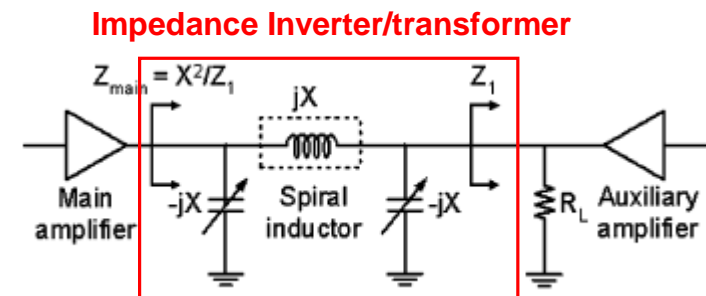 Impedance Inverter/transformer
Z_main = X²/Z₁
Z₁
jX
Main amplifier
-jX
Spiral inductor
-jX
R_L
Auxiliary amplifier